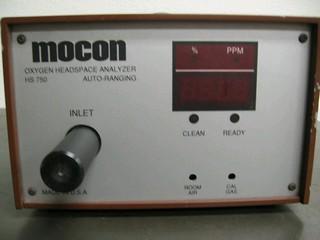 mocon
% PPM
OXYGEN HEADSPACE ANALYZER
HS 750 AUTO-RANGING
INLET
CLEAN READY
ROOM AIR
CAL GAS
MADE IN U.S.A